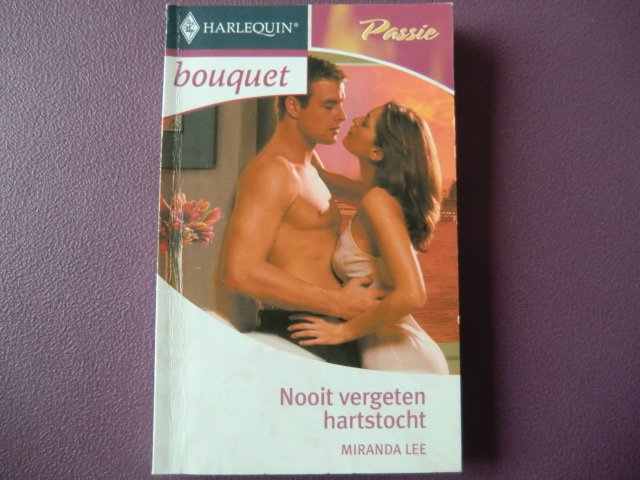 HARLEQUIN®
Passie
bouquet
Nooit vergeten
hartstocht
MIRANDA LEE